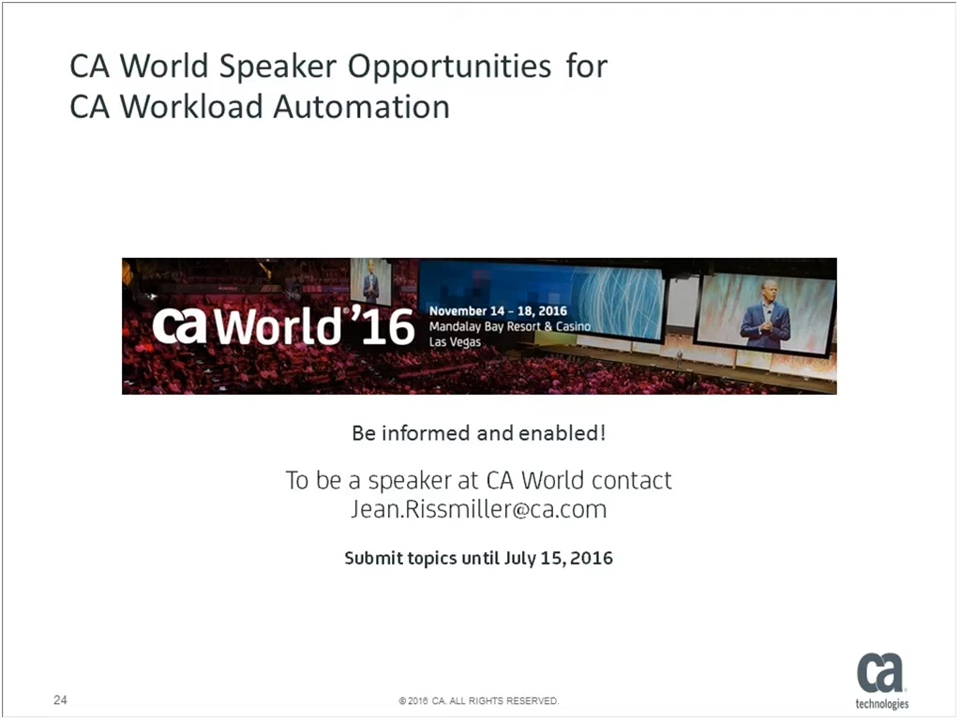 CA World Speaker Opportunities for
CA Workload Automation
ca World®'16
November 14 – 18, 2016
Mandalay Bay Resort & Casino
Las Vegas
Be informed and enabled!
To be a speaker at CA World contact
Jean.Rissmiller@ca.com
Submit topics until July 15, 2016
24
© 2016 CA. ALL RIGHTS RESERVED.
ca
technologies